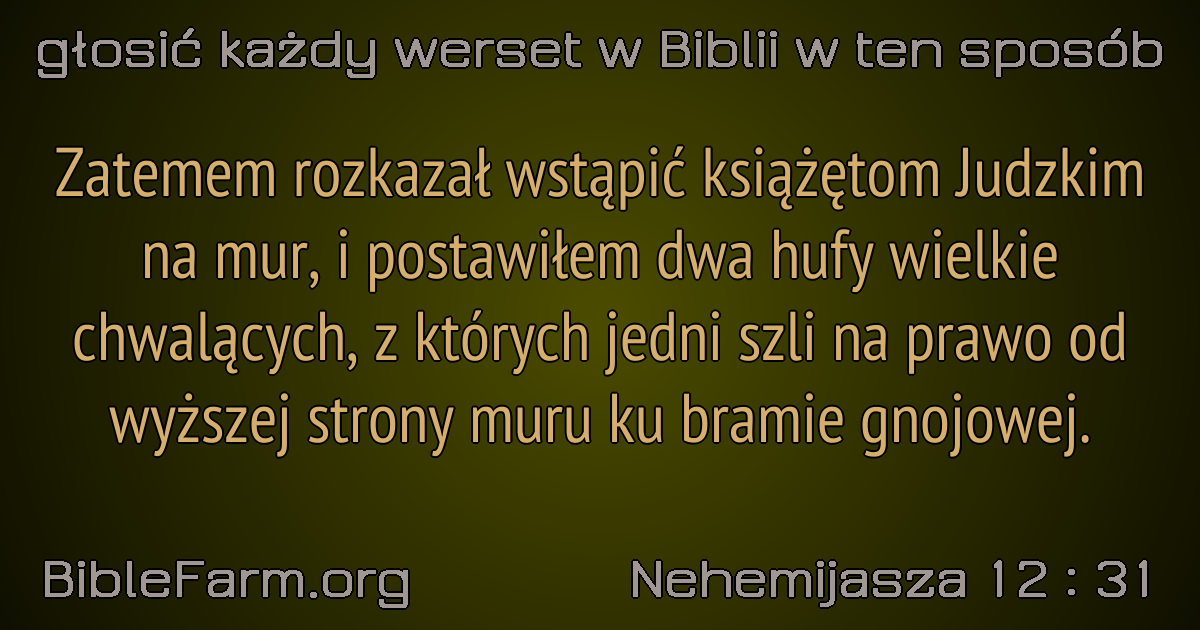 głosić każdy werset w Biblii w ten sposób
Zatemem rozkazał wstąpić książętom Judzkim
na mur, i postawiłem dwa hufy wielkie
chwalących, z których jedni szli na prawo od
wyższej strony muru ku bramie gnojowej.
BibleFarm.org
Nehemijasza 12 : 31